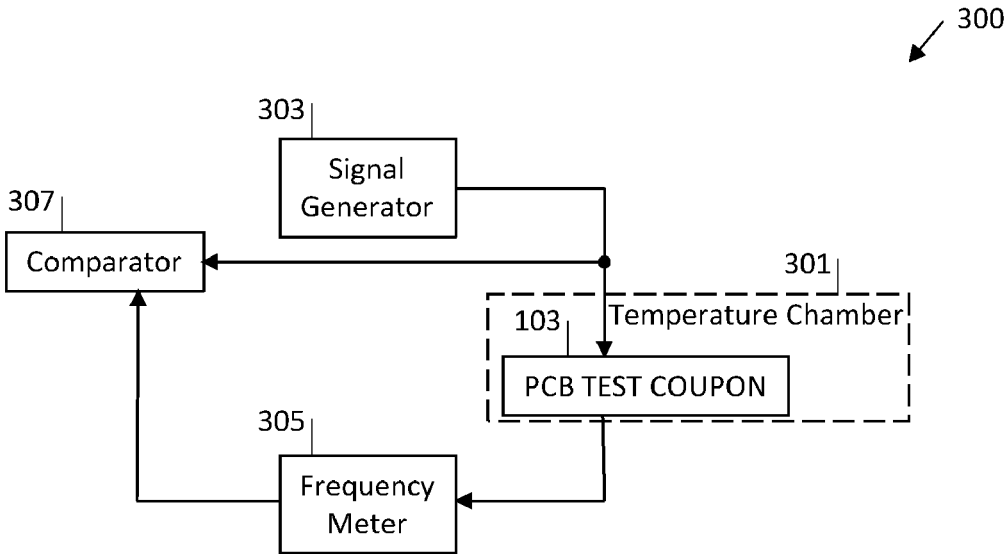 300
303
Signal
Generator
307
Comparator
301
Temperature Chamber
103
PCB TEST COUPON
305
Frequency
Meter